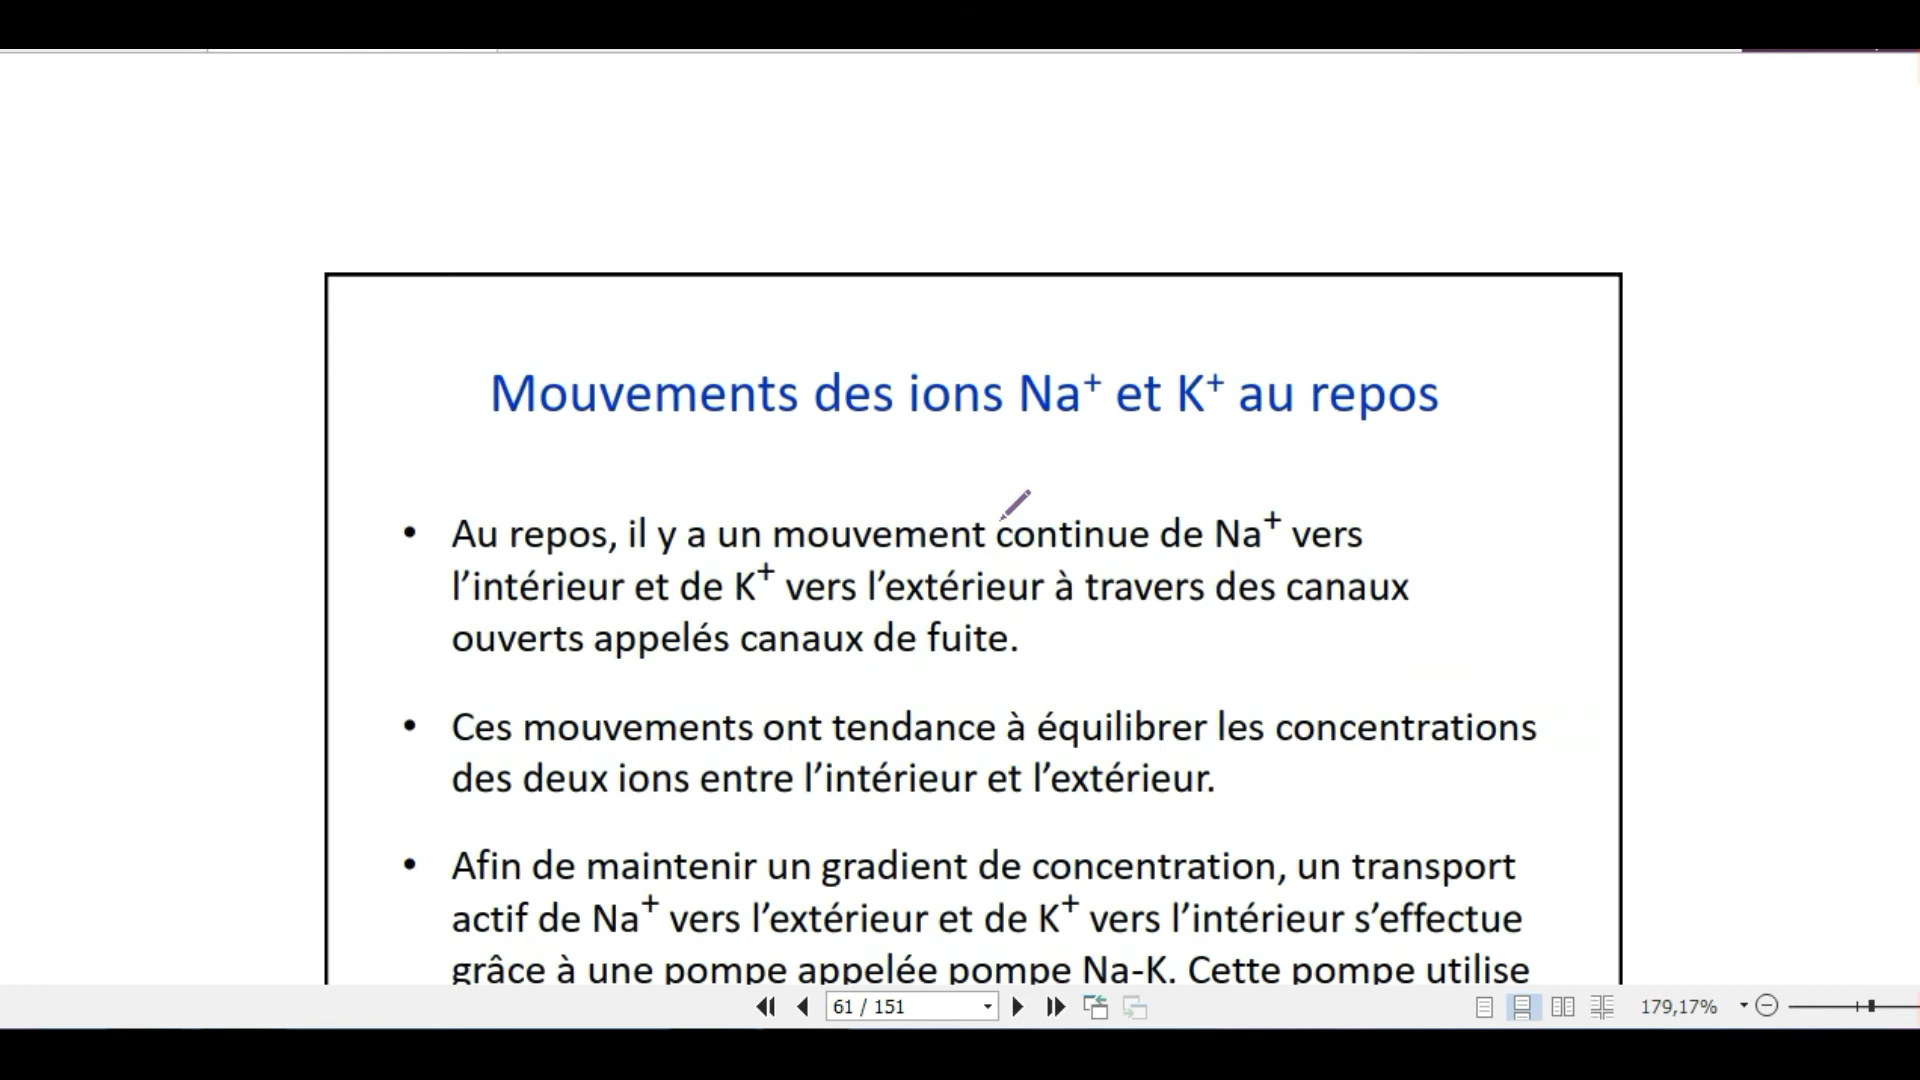 Mouvements des ions Na⁺ et K⁺ au repos
• Au repos, il y a un mouvement continue de Na⁺ vers
l’intérieur et de K⁺ vers l’extérieur à travers des canaux
ouverts appelés canaux de fuite.
• Ces mouvements ont tendance à équilibrer les concentrations
des deux ions entre l’intérieur et l’extérieur.
• Afin de maintenir un gradient de concentration, un transport
actif de Na⁺ vers l’extérieur et de K⁺ vers l’intérieur s’effectue
grâce à une pompe appelée pompe Na-K. Cette pompe utilise
61 / 151
179,17%